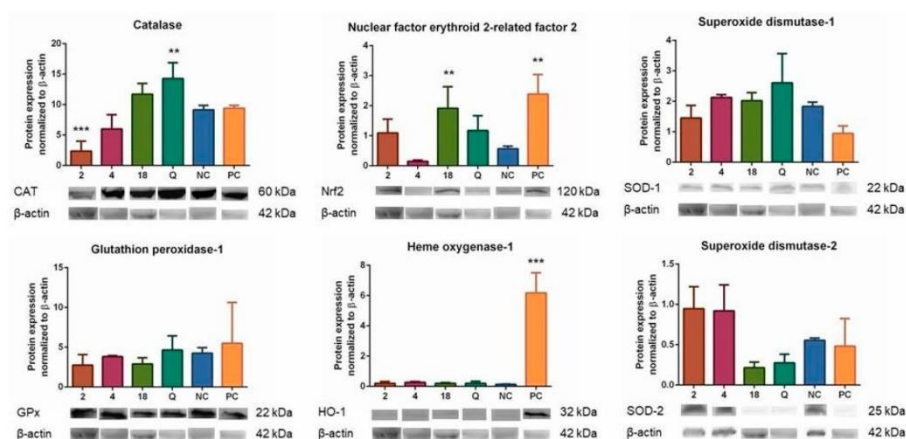 Catalase
Protein expression
normalized to β-actin
20
15
10
5
0
***
**
2 4 18 Q NC PC
CAT 60 kDa
β-actin 42 kDa
Nuclear factor erythroid 2-related factor 2
Protein expression
normalized to β-actin
4
3
2
1
0
**
**
2 4 18 Q NC PC
Nrf2 120 kDa
β-actin 42 kDa
Superoxide dismutase-1
Protein expression
normalized to β-actin
4
3
2
1
0
2 4 18 Q NC PC
SOD-1 22 kDa
β-actin 42 kDa
Glutathion peroxidase-1
Protein expression
normalized to β-actin
15
10
5
0
2 4 18 Q NC PC
GPx 22 kDa
β-actin 42 kDa
Heme oxygenase-1
Protein expression
normalized to β-actin
8
6
4
2
0
***
2 4 18 Q NC PC
HO-1 32 kDa
β-actin 42 kDa
Superoxide dismutase-2
Protein expression
normalized to β-actin
1.5
1.0
0.5
0.0
2 4 18 Q NC PC
SOD-2 25 kDa
β-actin 42 kDa